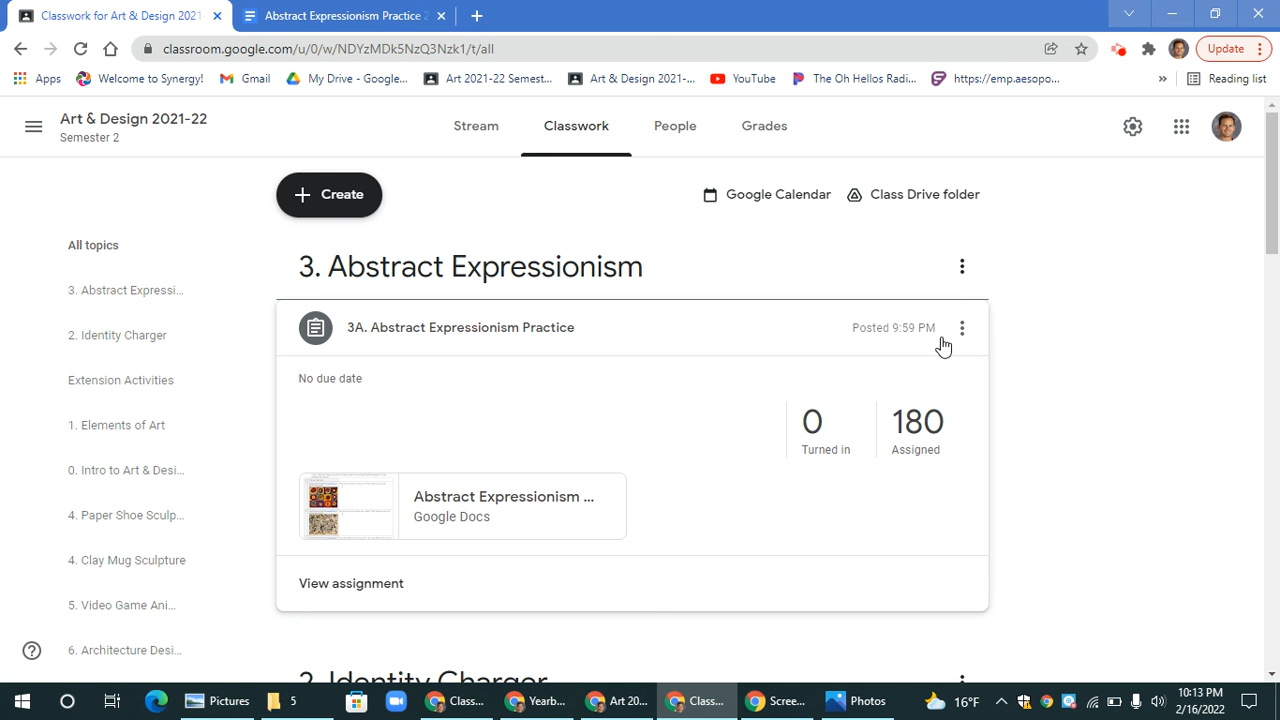 Classwork for Art & Design 2021-
Abstract Expressionism Practice 2
classroom.google.com/u/0/w/NDYzMDk5NzQ3Nzk1/t/all
Update
Apps
Welcome to Synergy!
Gmail
My Drive - Google...
Art 2021-22 Semest...
Art & Design 2021-...
YouTube
The Oh Hellos Radi...
https://emp.aesopo...
Reading list
Art & Design 2021-22
Semester 2
Stream
Classwork
People
Grades
Create
Google Calendar
Class Drive folder
All topics
3. Abstract Expressi...
2. Identity Charger
Extension Activities
1. Elements of Art
0. Intro to Art & Desi...
4. Paper Shoe Sculp...
4. Clay Mug Sculpture
5. Video Game Ani...
6. Architecture Desi...
3. Abstract Expressionism
3A. Abstract Expressionism Practice
Posted 9:59 PM
No due date
0
Turned in
180
Assigned
Abstract Expressionism ...
Google Docs
View assignment
2. Identity Charger
Pictures
5
Class...
Yearb...
Art 20...
Class...
Scree...
Photos
16°F
10:13 PM
2/16/2022